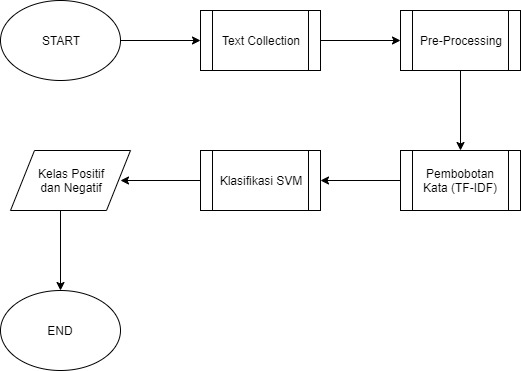 START
Text Collection
Pre-Processing
Pembobotan
Kata (TF-IDF)
Klasifikasi SVM
Kelas Positif
dan Negatif
END